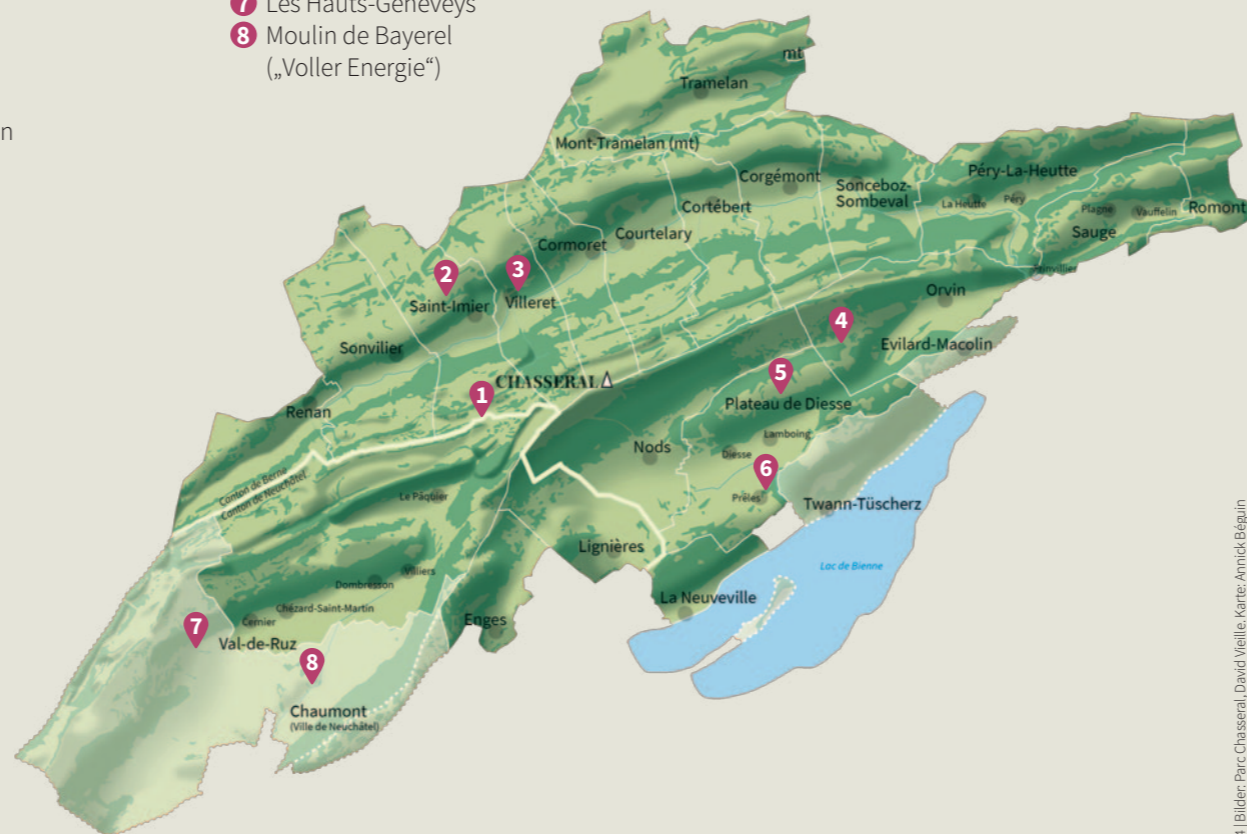 7 Les Hauts-Geneveys
8 Moulin de Bayerel
(„Voller Energie“)
n
mt
Tramelan
Mont-Tramelan (mt)
Corgémont
Péry-La-Heutte
Sonceboz-
Sombeval
La Heutte
Péry
Cortébert
Plagne
Vauffelin
Romont
Courtelary
Sauge
Cormoret
2
3
Saint-Imier
Villeret
Orvin
4
Evilard-Macolin
Sonvilier
5
CHASSERAL
1
Plateau de Diesse
Renan
Lamboing
Nods
Diesse
6
Prêles
Canton de Berne
Canton de Neuchâtel
Le Pâquier
Twann-Tüscherz
Lignières
Lac de Bienne
Villiers
Dombresson
La Neuveville
Chézard-Saint-Martin
Cernier
Enges
7
Val-de-Ruz
8
Chaumont
(Ville de Neuchâtel)
4 | Bilder: Parc Chasseral, David Vieille. Karte: Annick Béguin